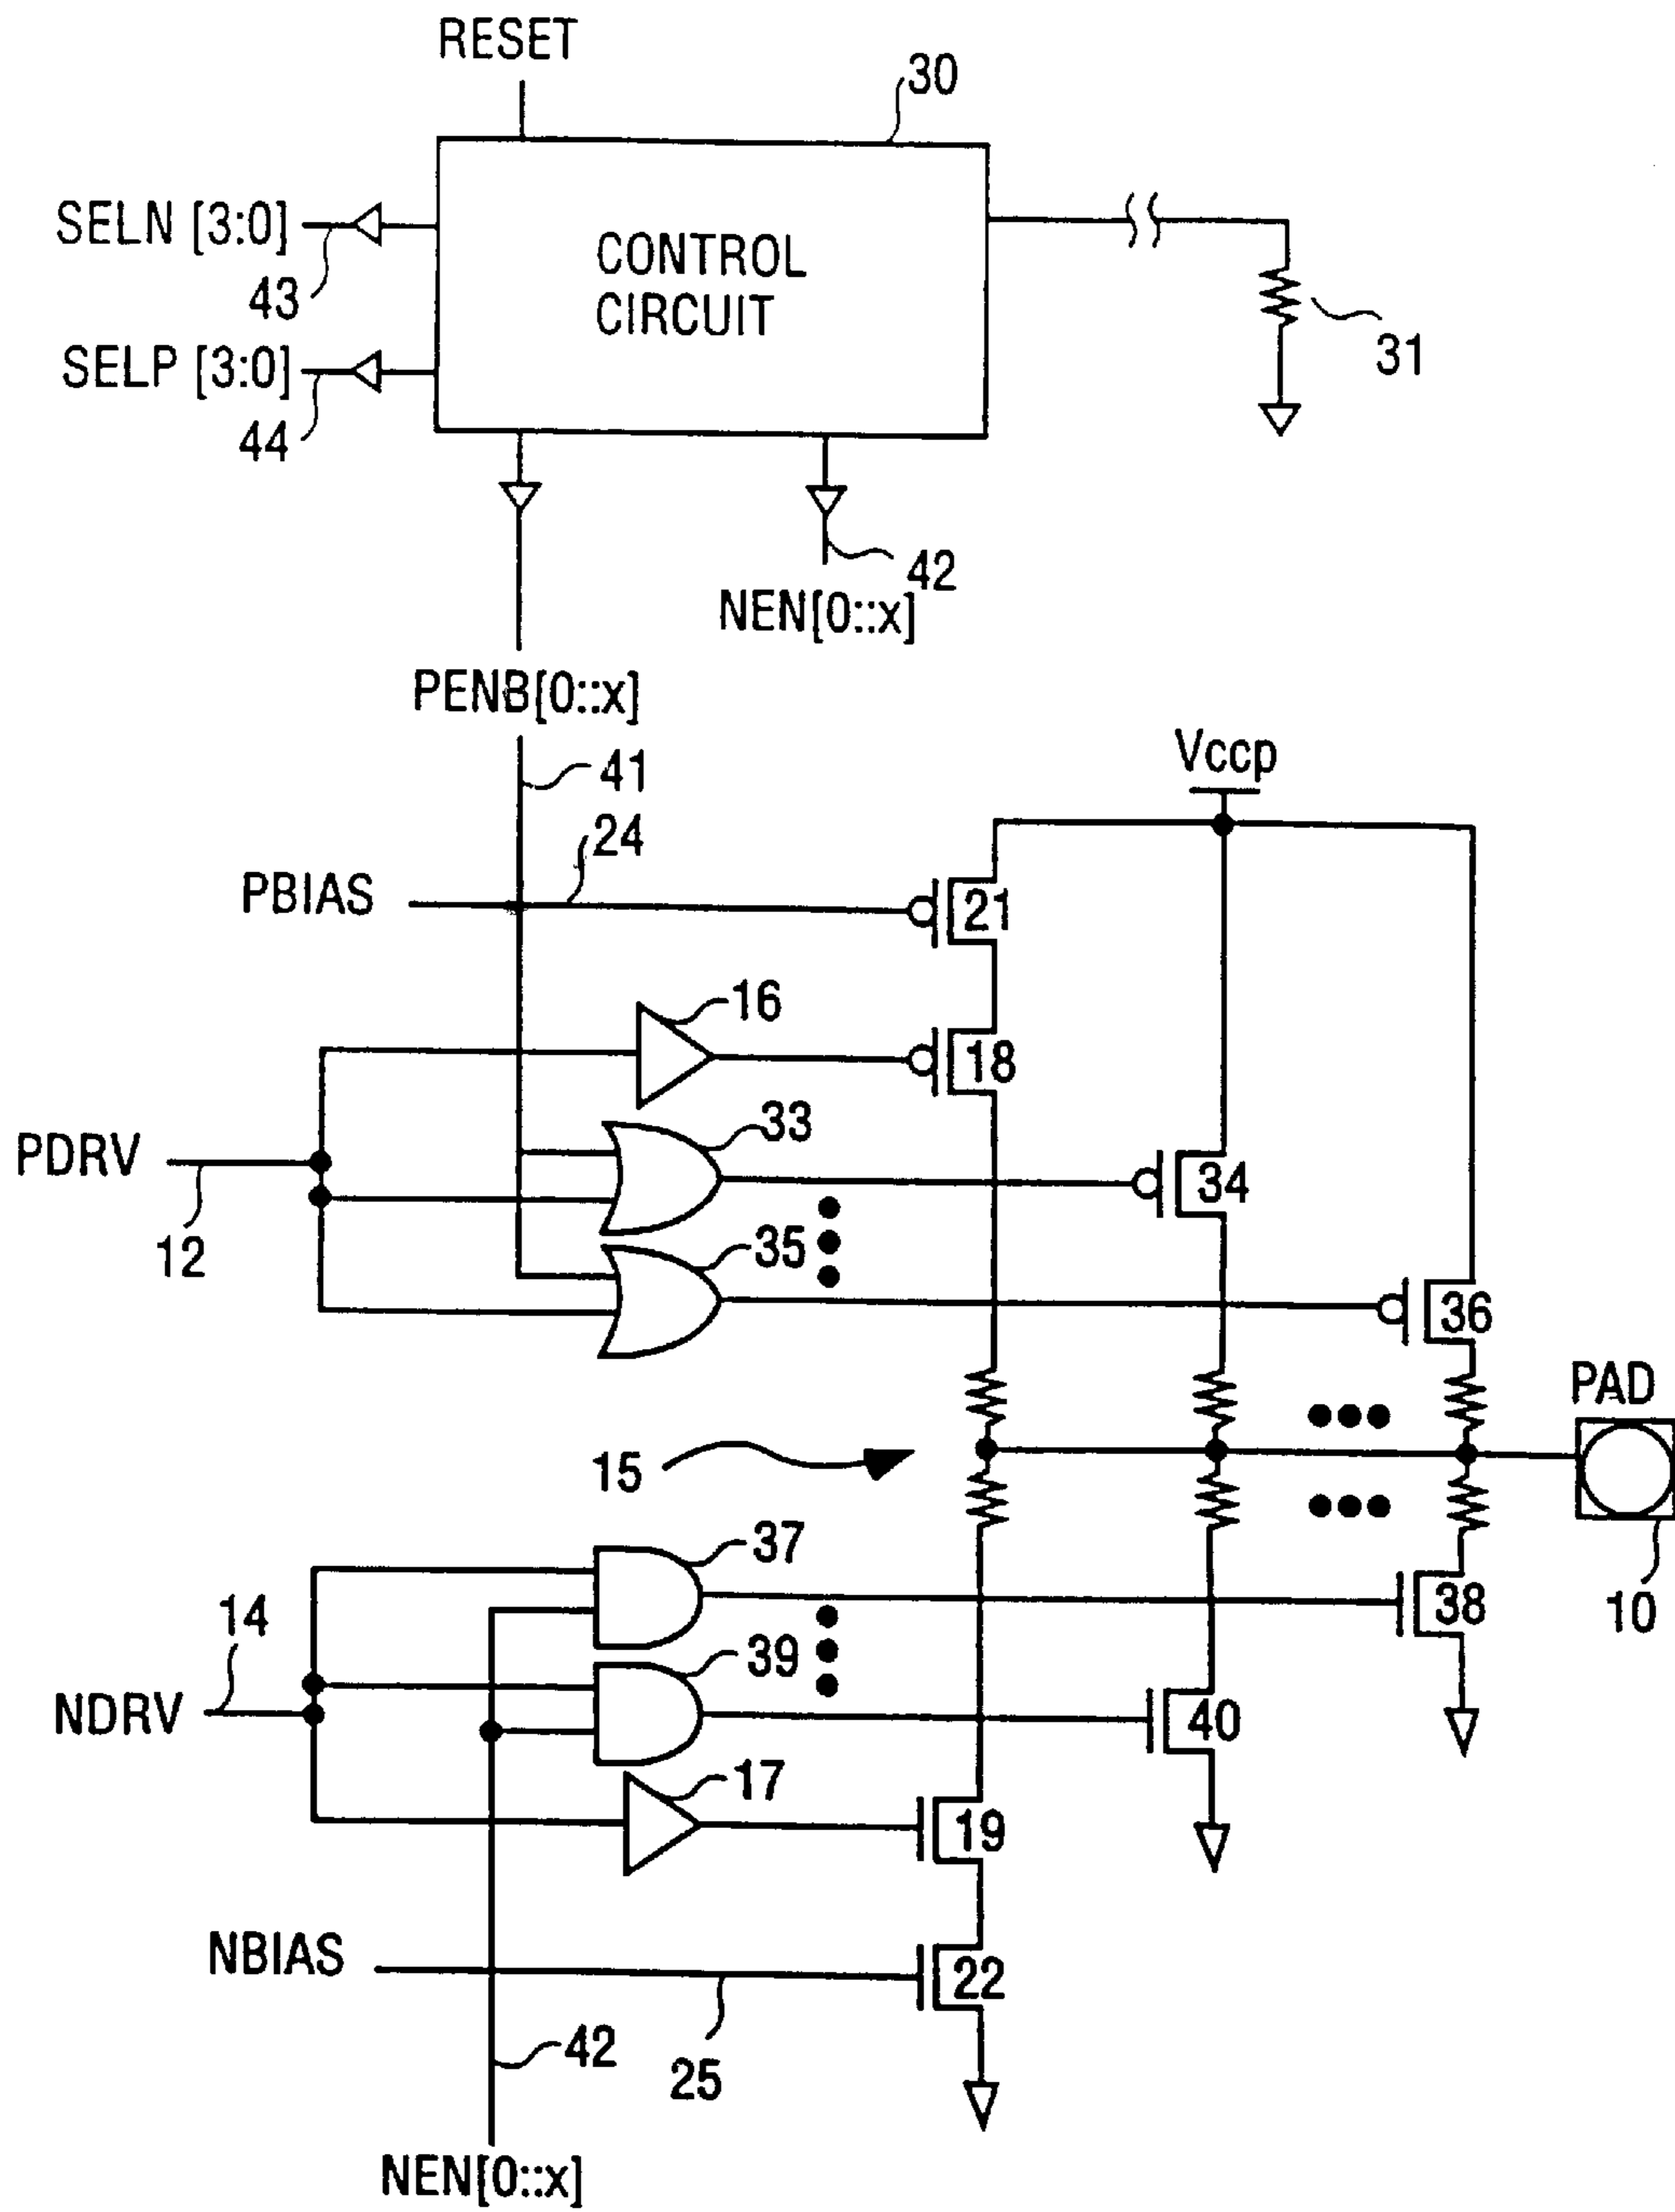 RESET
30
SELN [3:0]
CONTROL
CIRCUIT
43
31
SELP [3:0]
44
42
NEN[0::x]
PENB[0::x]
41
Vccp
24
PBIAS
21
16
18
33
PDRV
34
12
35
36
PAD
15
37
14
38
10
39
NDRV
40
17
19
NBIAS
22
42
25
NEN[0::x]